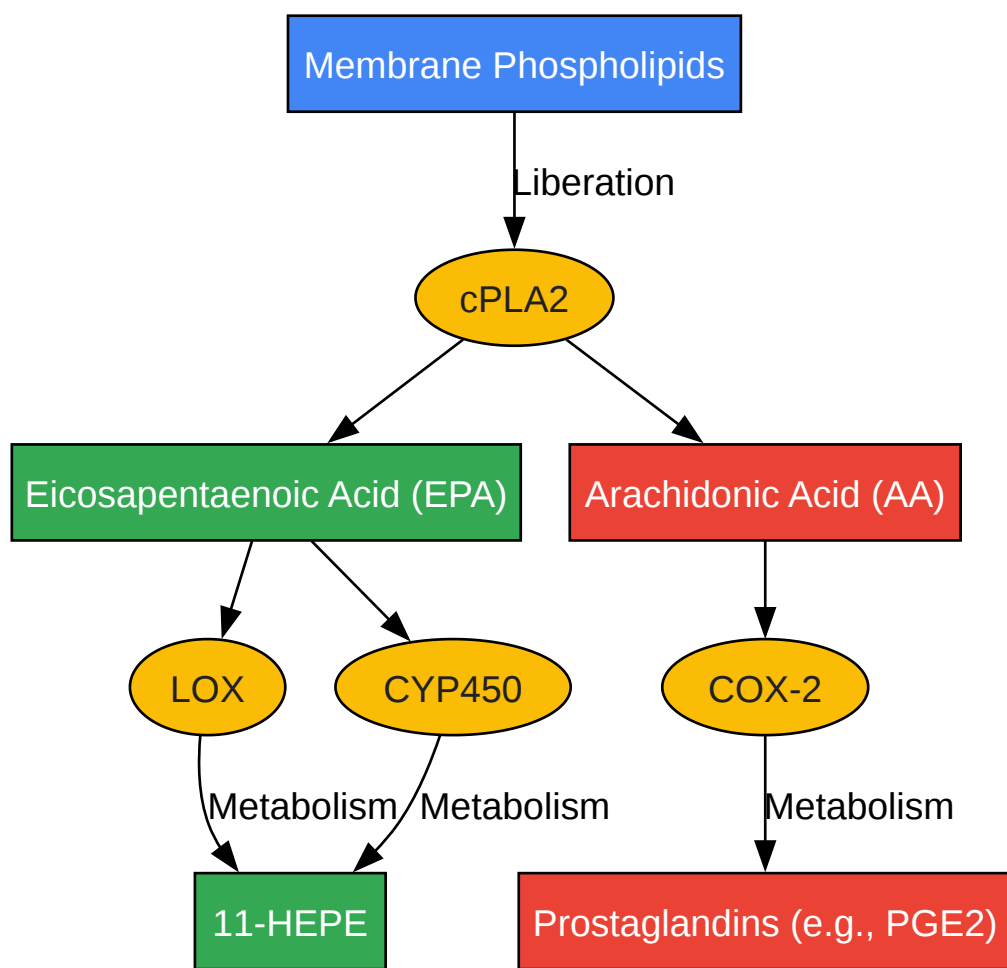 Membrane Phospholipids
Liberation
cPLA2
Eicosapentaenoic Acid (EPA)
Arachidonic Acid (AA)
LOX
CYP450
COX-2
Metabolism
Metabolism
Metabolism
11-HEPE
Prostaglandins (e.g., PGE2)